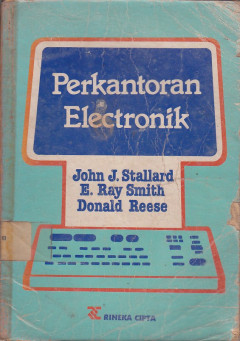 Perkantoran
Electronik
John J. Stallard
E. Ray Smith
Donald Reese
RINEKA CIPTA